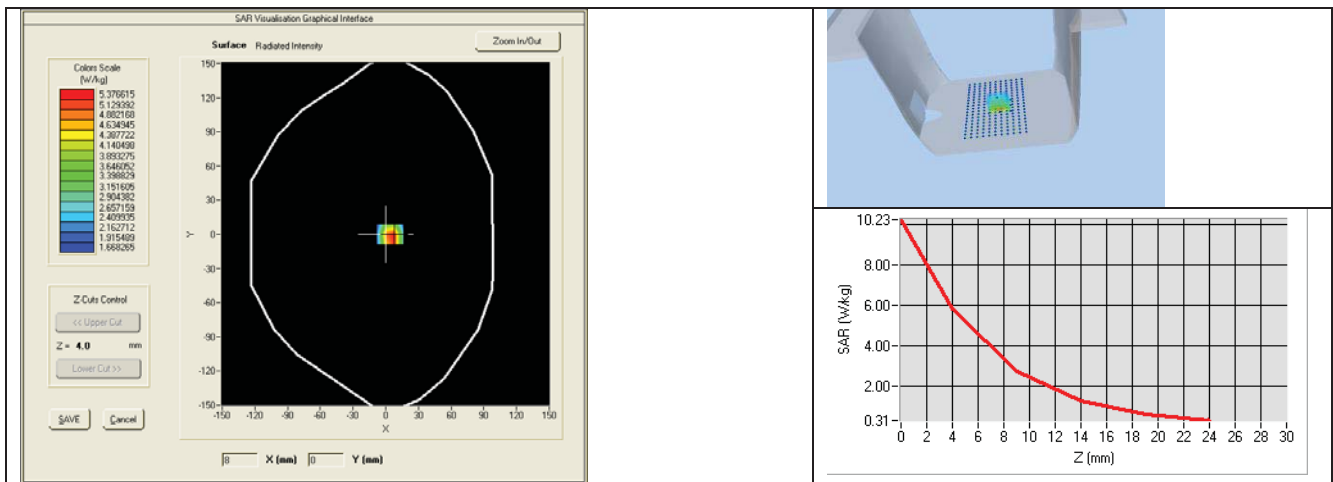 SAR Visualisation Graphical Interface
Surface Radiated Intensity
Zoom In/Out
Colors Scale
(W/kg)
5.376615
5.129392
4.882168
4.634945
4.387722
4.140498
3.893275
3.646052
3.398829
3.151605
2.904382
2.657159
2.409935
2.162712
1.915489
1.668265
150
120
90
60
30
0
-30
-60
-90
-120
-150
Y
-150 -120 -90 -60 -30 0 30 60 90 120 150
X
Z-Cuts Control
<< Upper Cut
Z = 4.0 mm
Lower Cut >>
SAVE Cancel
8 X (mm) 0 Y (mm)
10.23
8.00
6.00
4.00
2.00
0.31
SAR (W/kg)
0 2 4 6 8 10 12 14 16 18 20 22 24 26 28 30
Z (mm)